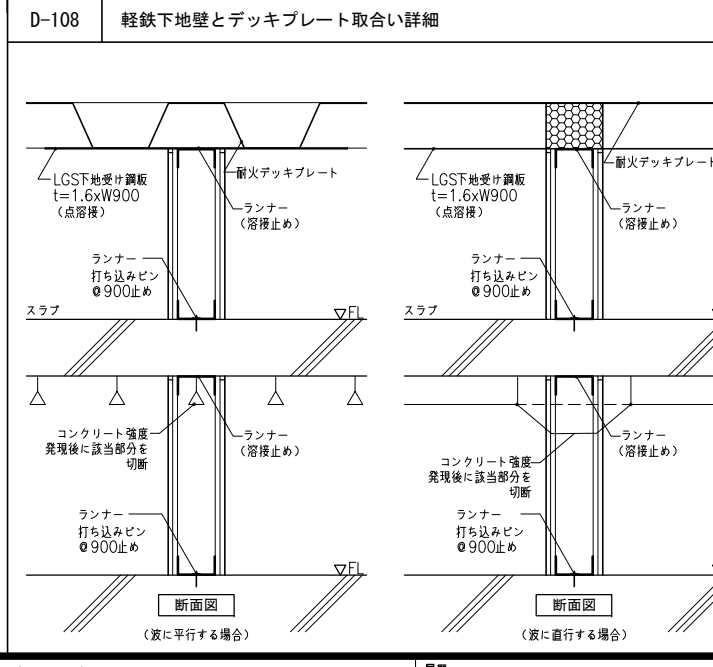 D-108
軽鉄下地壁とデッキプレート取合い詳細
LGS下地受け鋼板
t=1.6xW900
(点溶接)
耐火デッキプレート
ランナー
(溶接止め)
ランナー
打ち込みピン
@900止め
スラブ
FL
コンクリート強度
発現後に該当部分を
切断
ランナー
(溶接止め)
ランナー
打ち込みピン
@900止め
FL
断面図
(波に平行する場合)
LGS下地受け鋼板
t=1.6xW900
(点溶接)
耐火デッキプレート
ランナー
(溶接止め)
ランナー
打ち込みピン
@900止め
スラブ
コンクリート強度
発現後に該当部分を
切断
ランナー
(溶接止め)
ランナー
打ち込みピン
@900止め
断面図
(波に直行する場合)